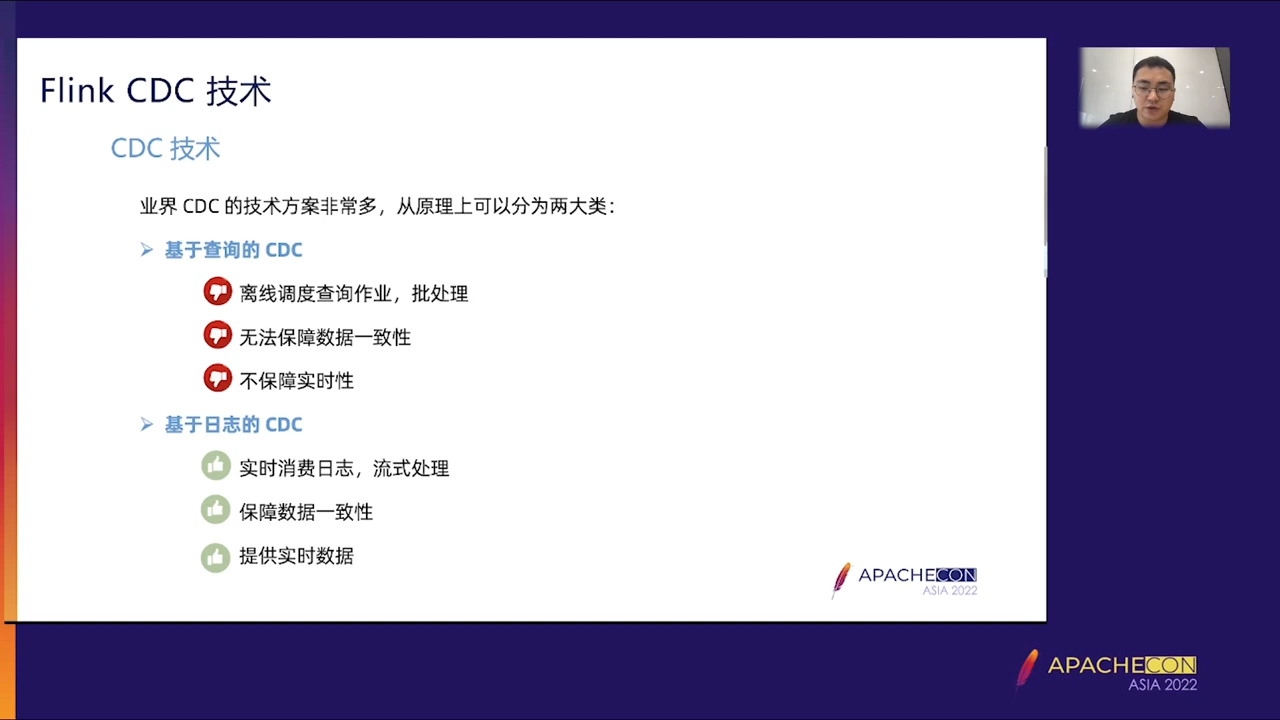 Flink CDC 技术
CDC 技术
业界 CDC 的技术方案非常多，从原理上可以分为两大类：
基于查询的 CDC
离线调度查询作业，批处理
无法保障数据一致性
不保障实时性
基于日志的 CDC
实时消费日志，流式处理
保障数据一致性
提供实时数据
APACHECON
ASIA 2022
APACHECON
ASIA 2022